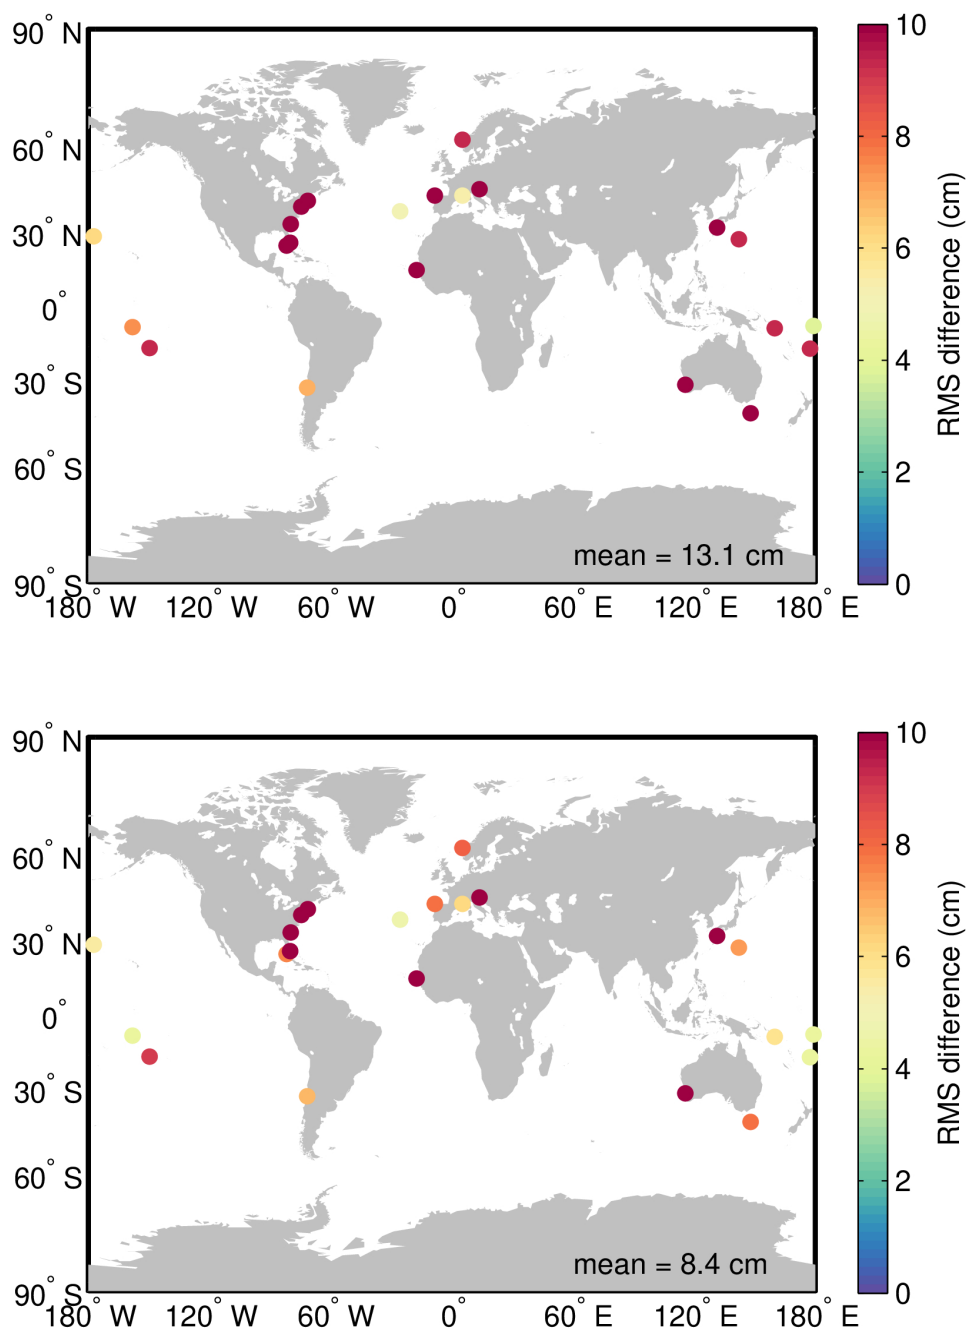 90° N
60° N
30° N
0°
30° S
60° S
90° S
180° W 120° W 60° W 0° 60° E 120° E 180° E
mean = 13.1 cm
10
8
6
4
2
0
RMS difference (cm)
90° N
60° N
30° N
0°
30° S
60° S
90° S
180° W 120° W 60° W 0° 60° E 120° E 180° E
mean = 8.4 cm
10
8
6
4
2
0
RMS difference (cm)